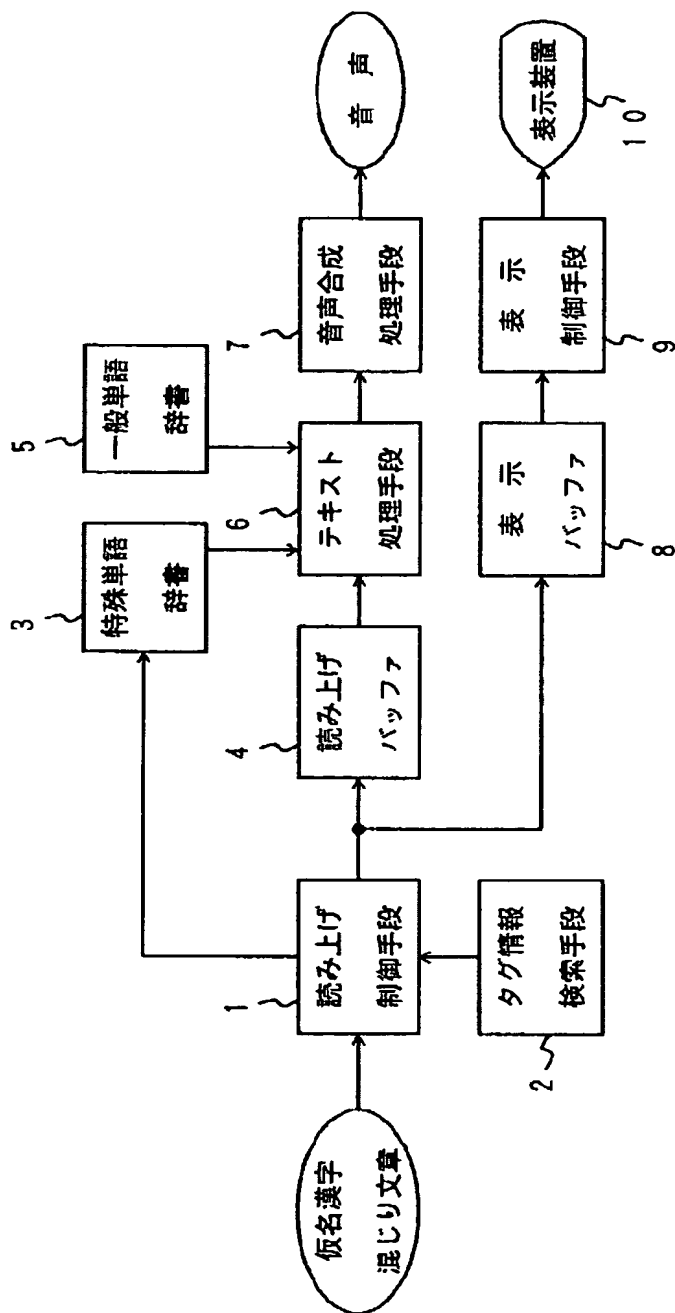 仮名漢字
混じり文章
1
読み上げ
制御手段
2
タグ情報
検索手段
3
特殊単語
辞書
4
読み上げ
バッファ
5
一般単語
辞書
6
テキスト
処理手段
7
音声合成
処理手段
音 声
8
表 示
バッファ
9
表 示
制御手段
10
表示装置